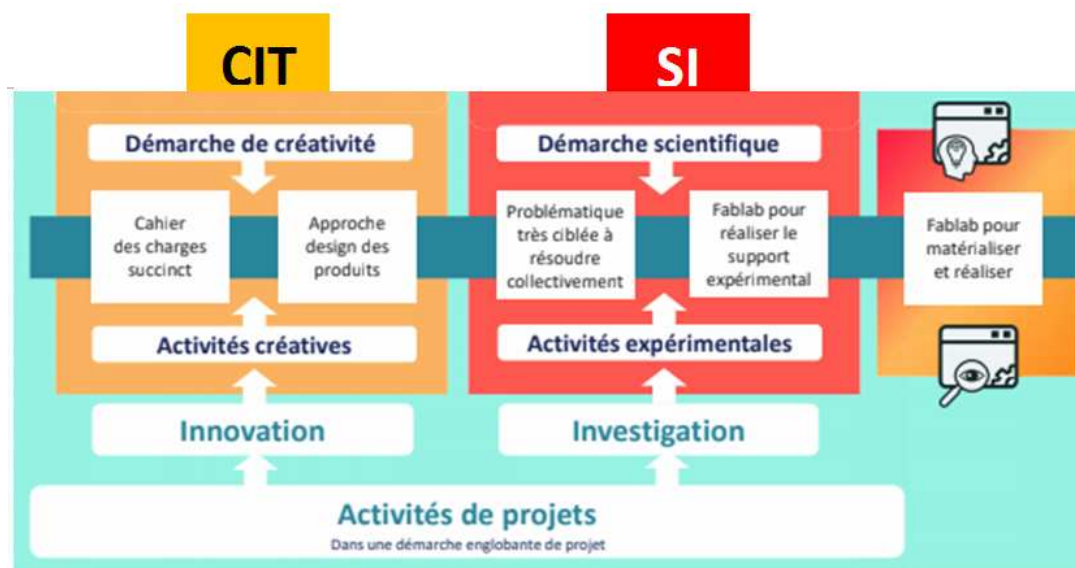 CIT
SI
Démarche de créativité
Démarche scientifique
Cahier
des charges
succinct
Approche
design des
produits
Problématique
très ciblée à
résoudre
collectivement
Fablab pour
réaliser le
support
expérimental
Fablab pour
matérialiser
et réaliser
Activités créatives
Activités expérimentales
Innovation
Investigation
Activités de projets
Dans une démarche englobante de projet